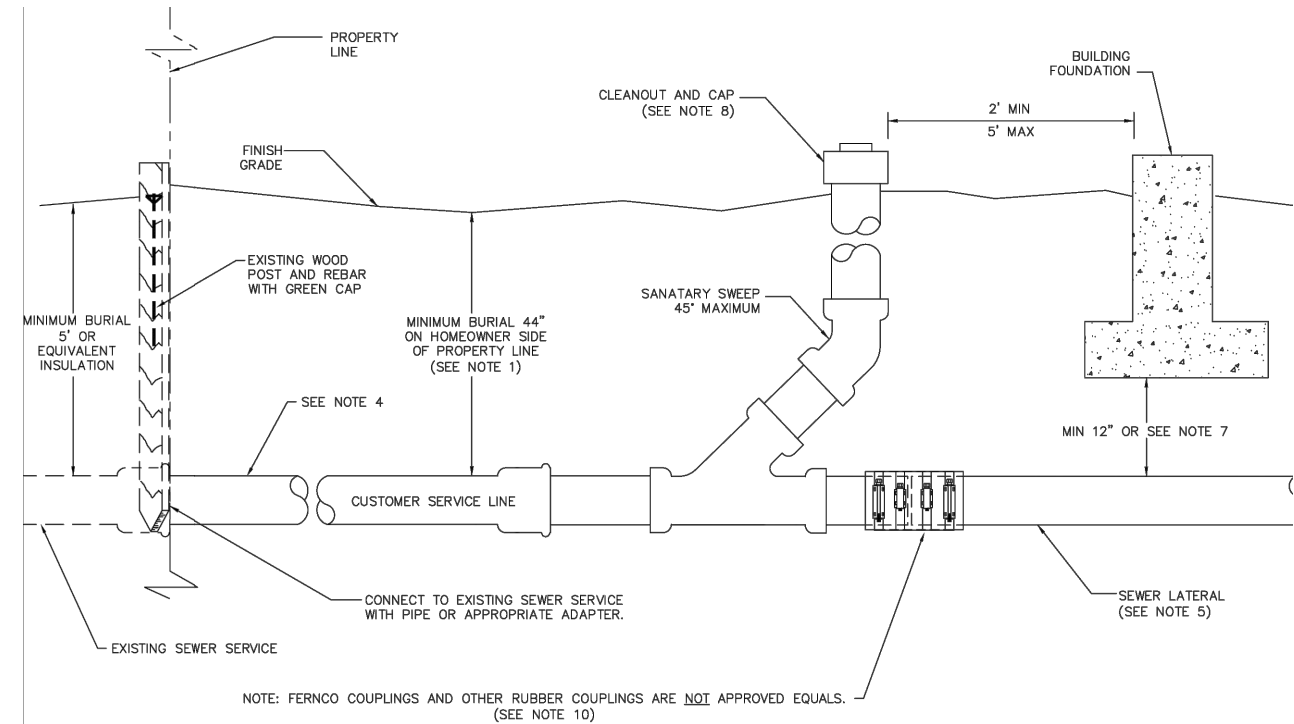 PROPERTY
LINE
BUILDING
FOUNDATION
CLEANOUT AND CAP
(SEE NOTE 8)
2' MIN
5' MAX
FINISH
GRADE
EXISTING WOOD
POST AND REBAR
WITH GREEN CAP
SANATARY SWEEP
45° MAXIMUM
MINIMUM BURIAL
5' OR
EQUIVALENT
INSULATION
MINIMUM BURIAL 44"
ON HOMEOWNER SIDE
OF PROPERTY LINE
(SEE NOTE 1)
SEE NOTE 4
MIN 12" OR SEE NOTE 7
CUSTOMER SERVICE LINE
CONNECT TO EXISTING SEWER SERVICE
WITH PIPE OR APPROPRIATE ADAPTER.
SEWER LATERAL
(SEE NOTE 5)
EXISTING SEWER SERVICE
NOTE: FERNCO COUPLINGS AND OTHER RUBBER COUPLINGS ARE NOT APPROVED EQUALS.
(SEE NOTE 10)